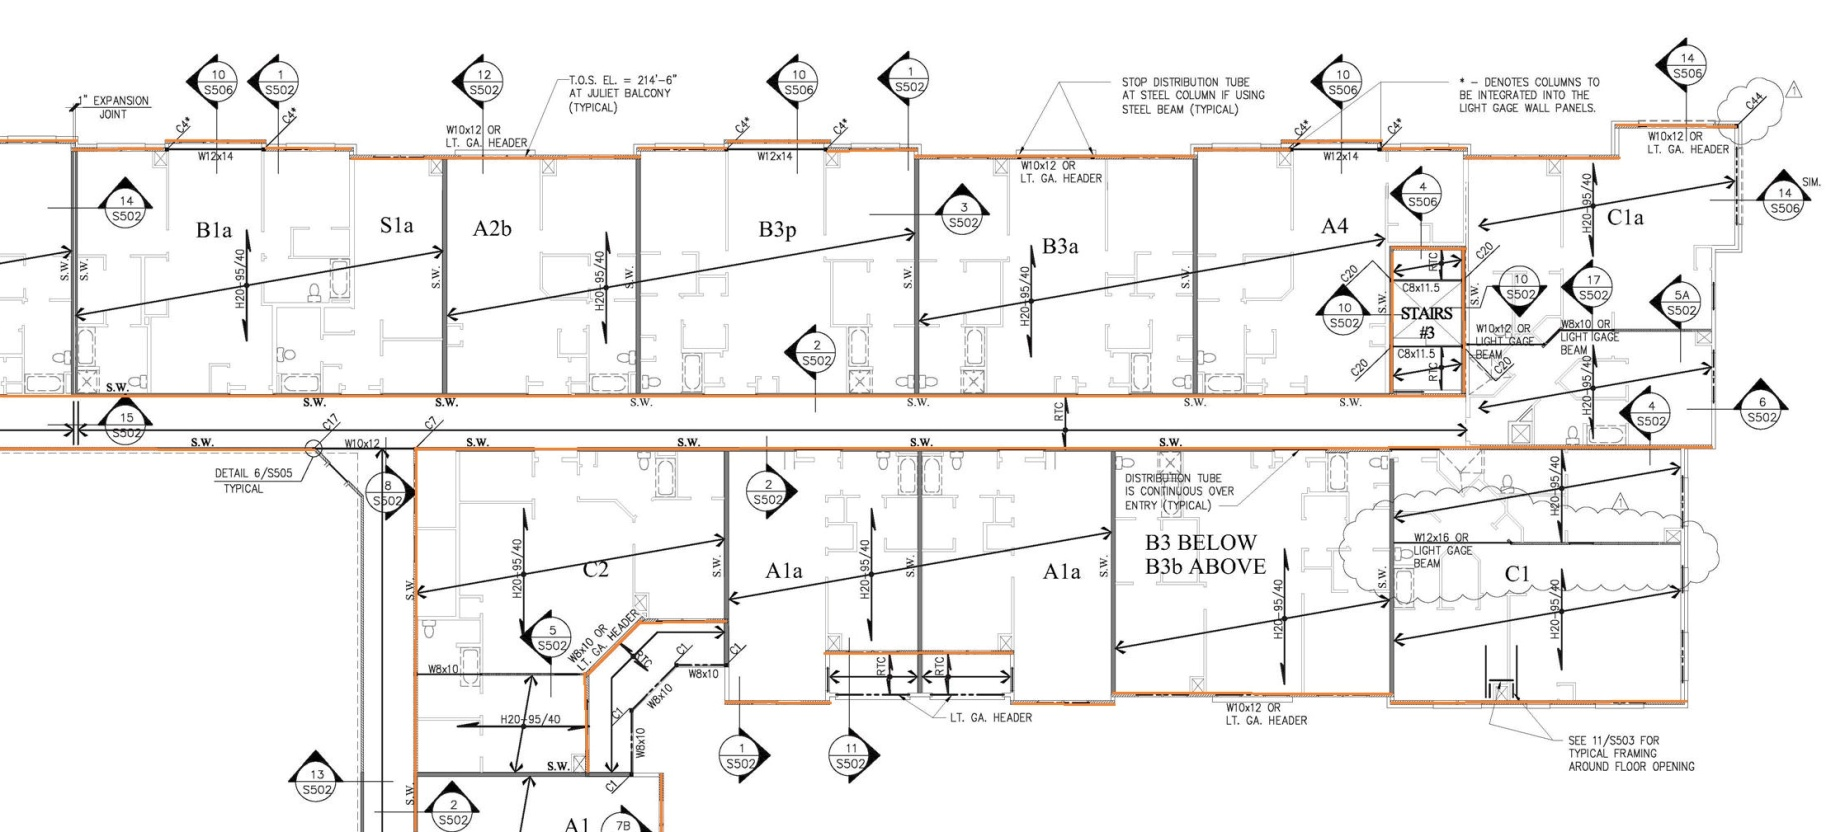 10
S506
1
S502
12
S502
T.O.S. EL. = 214'-6"
AT JULIET BALCONY
(TYPICAL)
10
S506
1
S502
STOP DISTRIBUTION TUBE
AT STEEL COLUMN IF USING
STEEL BEAM (TYPICAL)
10
S506
* - DENOTES COLUMNS TO
BE INTEGRATED INTO THE
LIGHT GAGE WALL PANELS.
14
S506
C44
1
1" EXPANSION
JOINT
C4*
C4*
W12x14
W10x12 OR
LT. GA. HEADER
C4*
C4*
W12x14
W10x12 OR
LT. GA. HEADER
C4*
C4*
W12x14
W10x12 OR
LT. GA. HEADER
14
S502
B1a
S1a
A2b
B3p
3
S502
B3a
A4
4
S506
C1a
14
S506
SIM.
S.W.
S.W.
H20-95/40
S.W.
H20-95/40
S.W.
H20-95/40
S.W.
S.W.
H20-95/40
C20
RTC
C20
C8x11.5
10
S502
STAIRS
#3
C8x11.5
RTC
C20
C20
S.W.
10
S502
17
S502
5A
S502
W10x12 OR
LIGHT GAGE
BEAM
W8x10 OR
LIGHT GAGE
BEAM
H20-95/40
2
S502
4
S502
6
S502
S.W.
S.W.
S.W.
S.W.
S.W.
S.W.
S.W.
15
S502
RTC
S.W.
C17
W10x12
C7
S.W.
S.W.
S.W.
S.W.
DETAIL 6/S505
TYPICAL
8
S502
2
S502
DISTRIBUTION TUBE
IS CONTINUOUS OVER
ENTRY (TYPICAL)
H20-95/40
1
W12x16 OR
LIGHT GAGE
BEAM
H20-95/40
C2
S.W.
S.W.
A1a
H20-95/40
S.W.
A1a
S.W.
B3 BELOW
B3b ABOVE
H20-95/40
S.W.
C1
H20-95/40
5
S502
W8x10 OR
LT. GA. HEADER
W8x10
RTC
C1
W8x10
C1
W8x10
C1
W8x10
C1
H20-95/40
S.W.
RTC
RTC
LT. GA. HEADER
W10x12 OR
LT. GA. HEADER
1
S502
11
S502
SEE 11/S503 FOR
TYPICAL FRAMING
AROUND FLOOR OPENING
13
S502
S.W.
2
S502
A1
7B